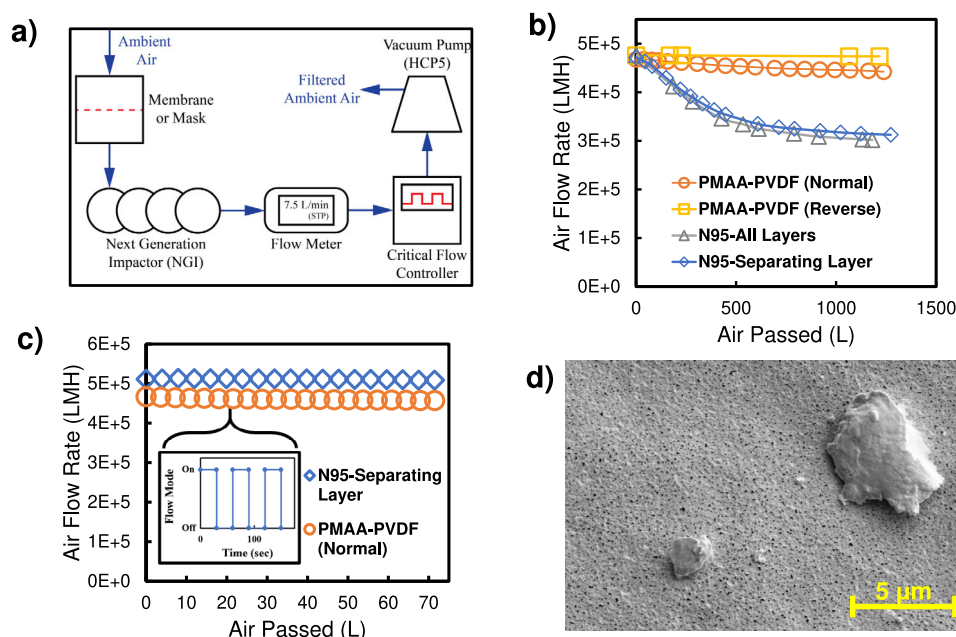 a)
Ambient
Air
Membrane
or Mask
Next Generation
Impactor (NGI)
7.5 L/min
(STP)
Flow Meter
Vacuum Pump
(HCP5)
Filtered
Ambient Air
Critical Flow
Controller
b)
Air Flow Rate (LMH)
5E+5
4E+5
3E+5
2E+5
1E+5
0E+0
0
500
1000
1500
Air Passed (L)
PMAA-PVDF (Normal)
PMAA-PVDF (Reverse)
N95-All Layers
N95-Separating Layer
c)
Air Flow Rate (LMH)
6E+5
5E+5
4E+5
3E+5
2E+5
1E+5
0E+0
0
10
20
30
40
50
60
70
Air Passed (L)
Flow Mode
On
Off
0
100
Time (sec)
N95-Separating
Layer
PMAA-PVDF
(Normal)
d)
5 µm